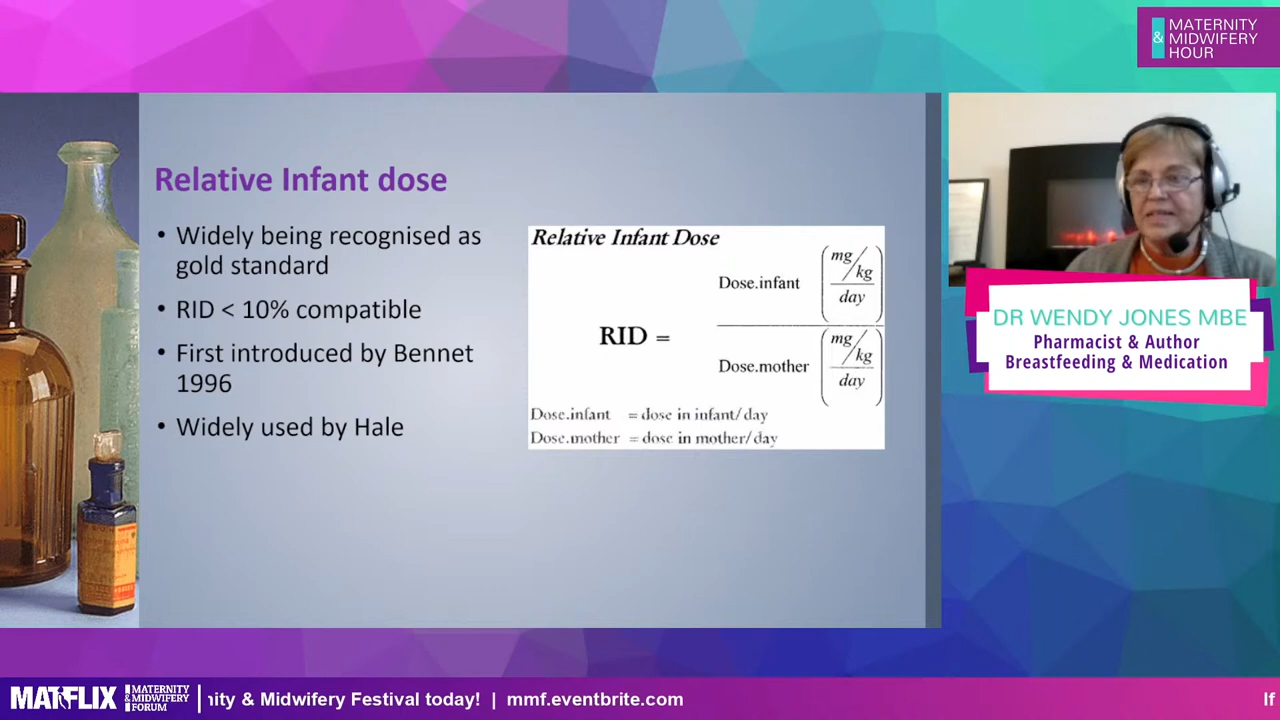 MATERNITY
& MIDWIFERY
HOUR
Relative Infant dose
• Widely being recognised as
gold standard
• RID < 10% compatible
• First introduced by Bennet
1996
• Widely used by Hale
Relative Infant Dose
RID =
Dose.infant (mg/kg/day)
Dose.mother (mg/kg/day)
Dose.infant = dose in infant/day
Dose.mother = dose in mother/day
DR WENDY JONES MBE
Pharmacist & Author
Breastfeeding & Medication
MATFLIX
MATERNITY
& MIDWIFERY
FORUM
nity & Midwifery Festival today! | mmf.eventbrite.com
If